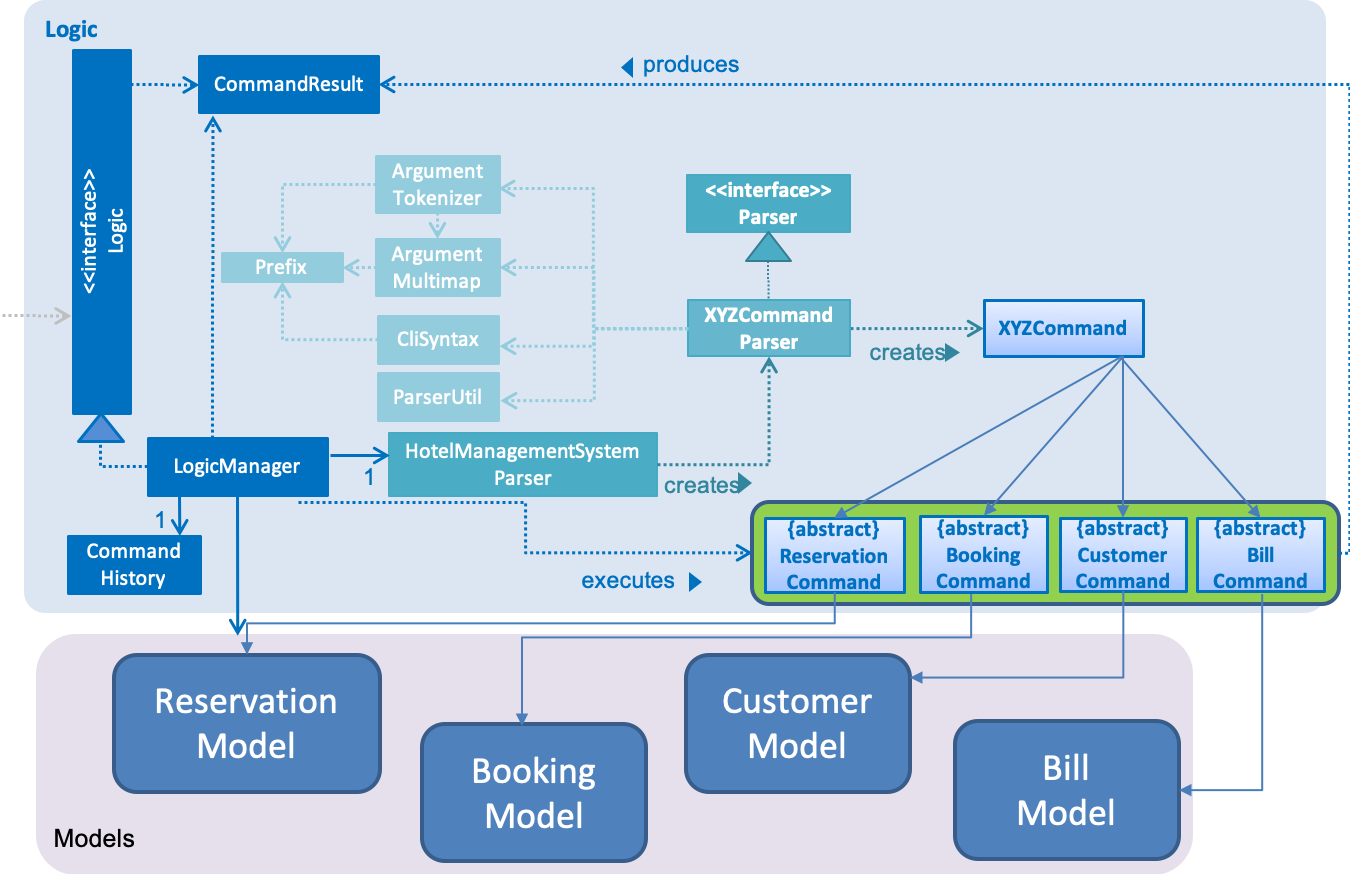 Logic
<<interface>>
Logic
CommandResult
◀ produces
Argument
Tokenizer
<<interface>>
Parser
Prefix
Argument
Multimap
XYZCommand
Parser
XYZCommand
CliSyntax
creates▶
ParserUtil
LogicManager
1
HotelManagementSystem
Parser
creates▶
1
Command
History
executes ▶
{abstract}
Reservation
Command
{abstract}
Booking
Command
{abstract}
Customer
Command
{abstract}
Bill
Command
Reservation
Model
Booking
Model
Customer
Model
Bill
Model
Models